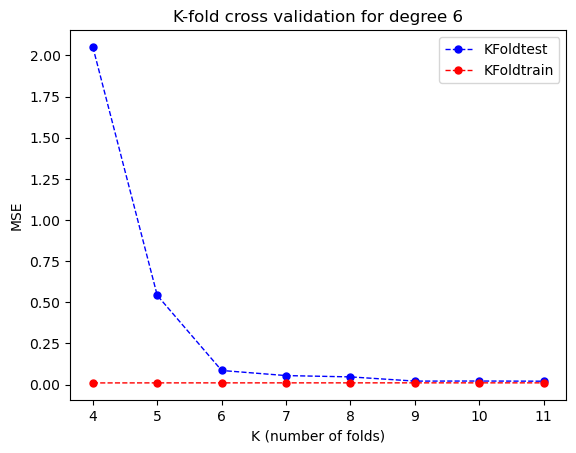 K-fold cross validation for degree 6
KFoldtest
KFoldtrain
2.00
1.75
1.50
1.25
1.00
0.75
0.50
0.25
0.00
MSE
4 5 6 7 8 9 10 11
K (number of folds)